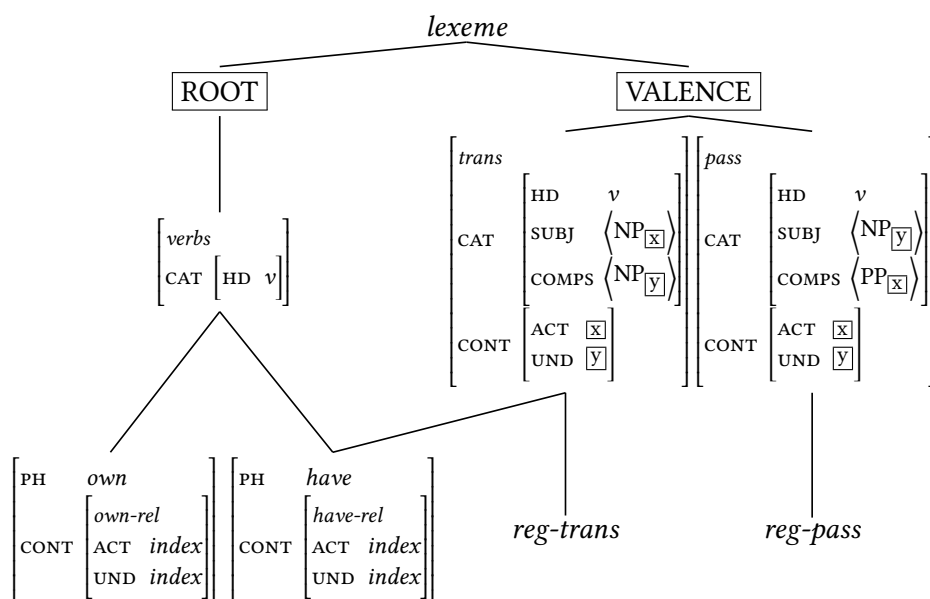 lexeme
ROOT
VALENCE
verbs
CAT [HD v]
trans
CAT
HD v
SUBJ ⟨NP x⟩
COMPS ⟨NP y⟩
CONT
ACT x
UND y
pass
CAT
HD v
SUBJ ⟨NP y⟩
COMPS ⟨PP x⟩
CONT
ACT x
UND y
PH own
CONT
own-rel
ACT index
UND index
PH have
CONT
have-rel
ACT index
UND index
reg-trans
reg-pass